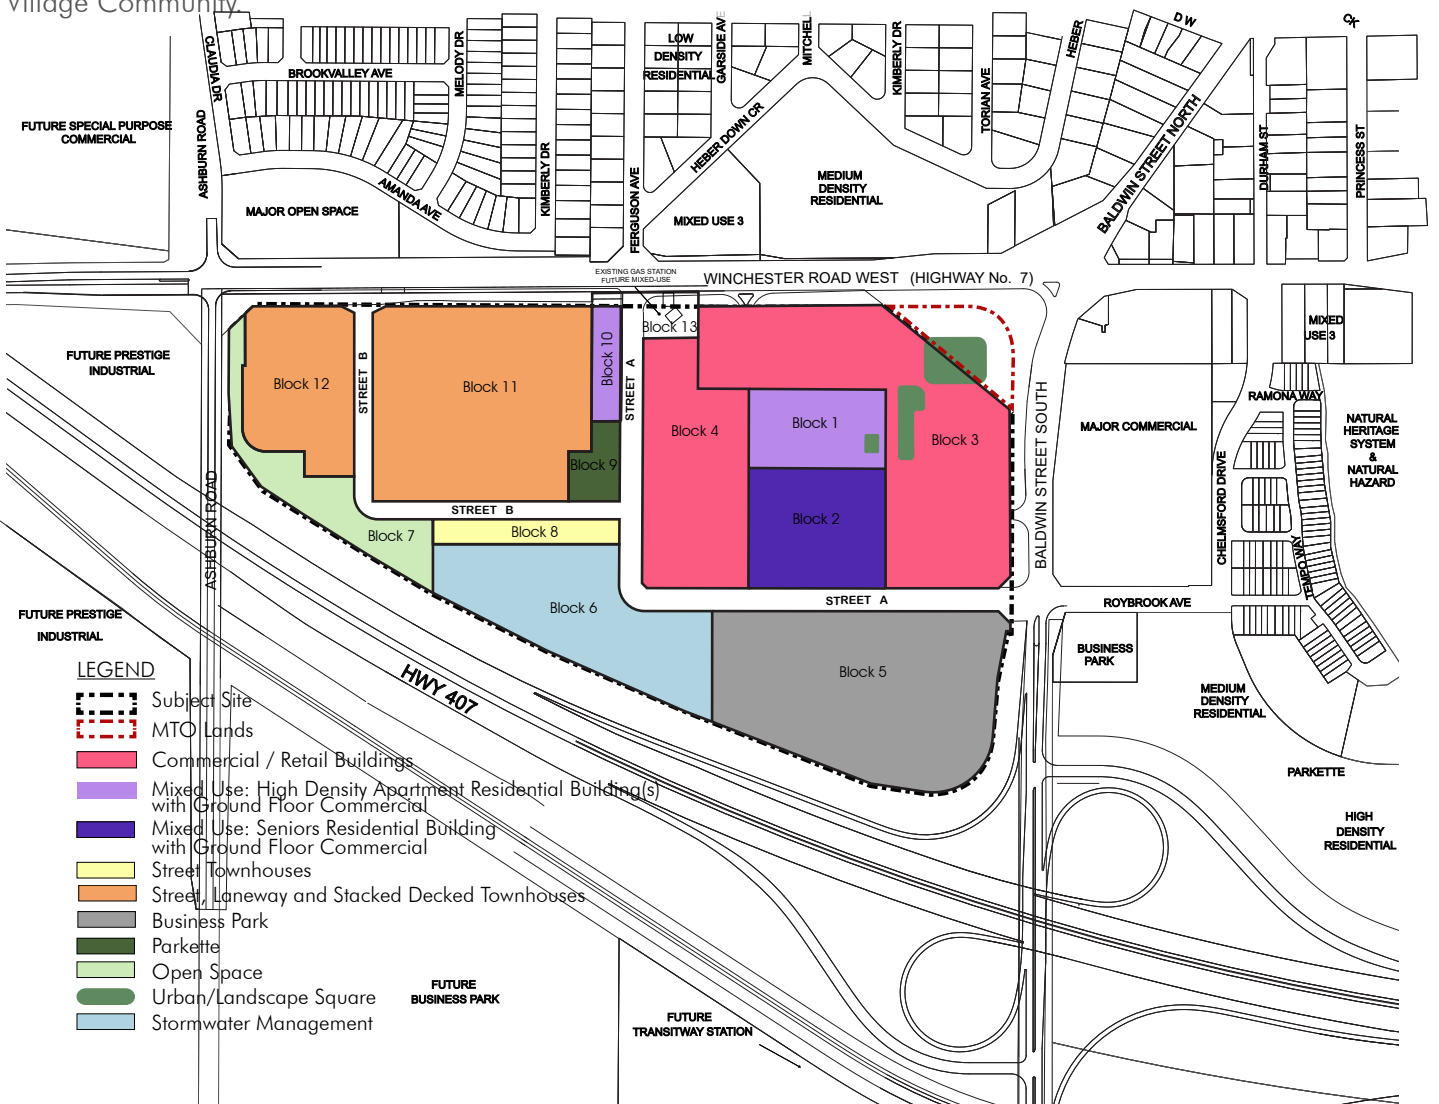 Village Community.
CLAUDIA DR
BROOKVALLEY AVE
MELODY DR
LOW
DENSITY
RESIDENTIAL
GARSIDE AVE
MITCHELL
KIMBERLY DR
TORIAN AVE
HEBER
D W
CK
FUTURE SPECIAL PURPOSE
COMMERCIAL
ASHBURN ROAD
AMANDA AVE
KIMBERLY DR
FERGUSON AVE
HEBER DOWN CR
BALDWIN STREET NORTH
DURHAM ST
PRINCESS ST
MAJOR OPEN SPACE
MIXED USE 3
MEDIUM
DENSITY
RESIDENTIAL
EXISTING GAS STATION
FUTURE MIXED-USE
WINCHESTER ROAD WEST (HIGHWAY No. 7)
FUTURE PRESTIGE
INDUSTRIAL
Block 12
STREET B
Block 11
Block 10
STREET A
Block 13
Block 4
Block 1
Block 3
Block 9
Block 2
STREET B
Block 8
Block 7
Block 6
STREET A
Block 5
BALDWIN STREET SOUTH
MAJOR COMMERCIAL
MIXED
USE 3
RAMONA WAY
NATURAL
HERITAGE
SYSTEM
&
NATURAL
HAZARD
CHELMSFORD DRIVE
TEMPO WAY
ROYBROOK AVE
BUSINESS
PARK
MEDIUM
DENSITY
RESIDENTIAL
PARKETTE
HIGH
DENSITY
RESIDENTIAL
ASHBURN ROAD
FUTURE PRESTIGE
INDUSTRIAL
HWY 407
LEGEND
Subject Site
MTO Lands
Commercial / Retail Buildings
Mixed Use: High Density Apartment Residential Building(s)
with Ground Floor Commercial
Mixed Use: Seniors Residential Building
with Ground Floor Commercial
Street Townhouses
Street, Laneway and Stacked Decked Townhouses
Business Park
Parkette
Open Space
Urban/Landscape Square
Stormwater Management
FUTURE
BUSINESS PARK
FUTURE
TRANSITWAY STATION